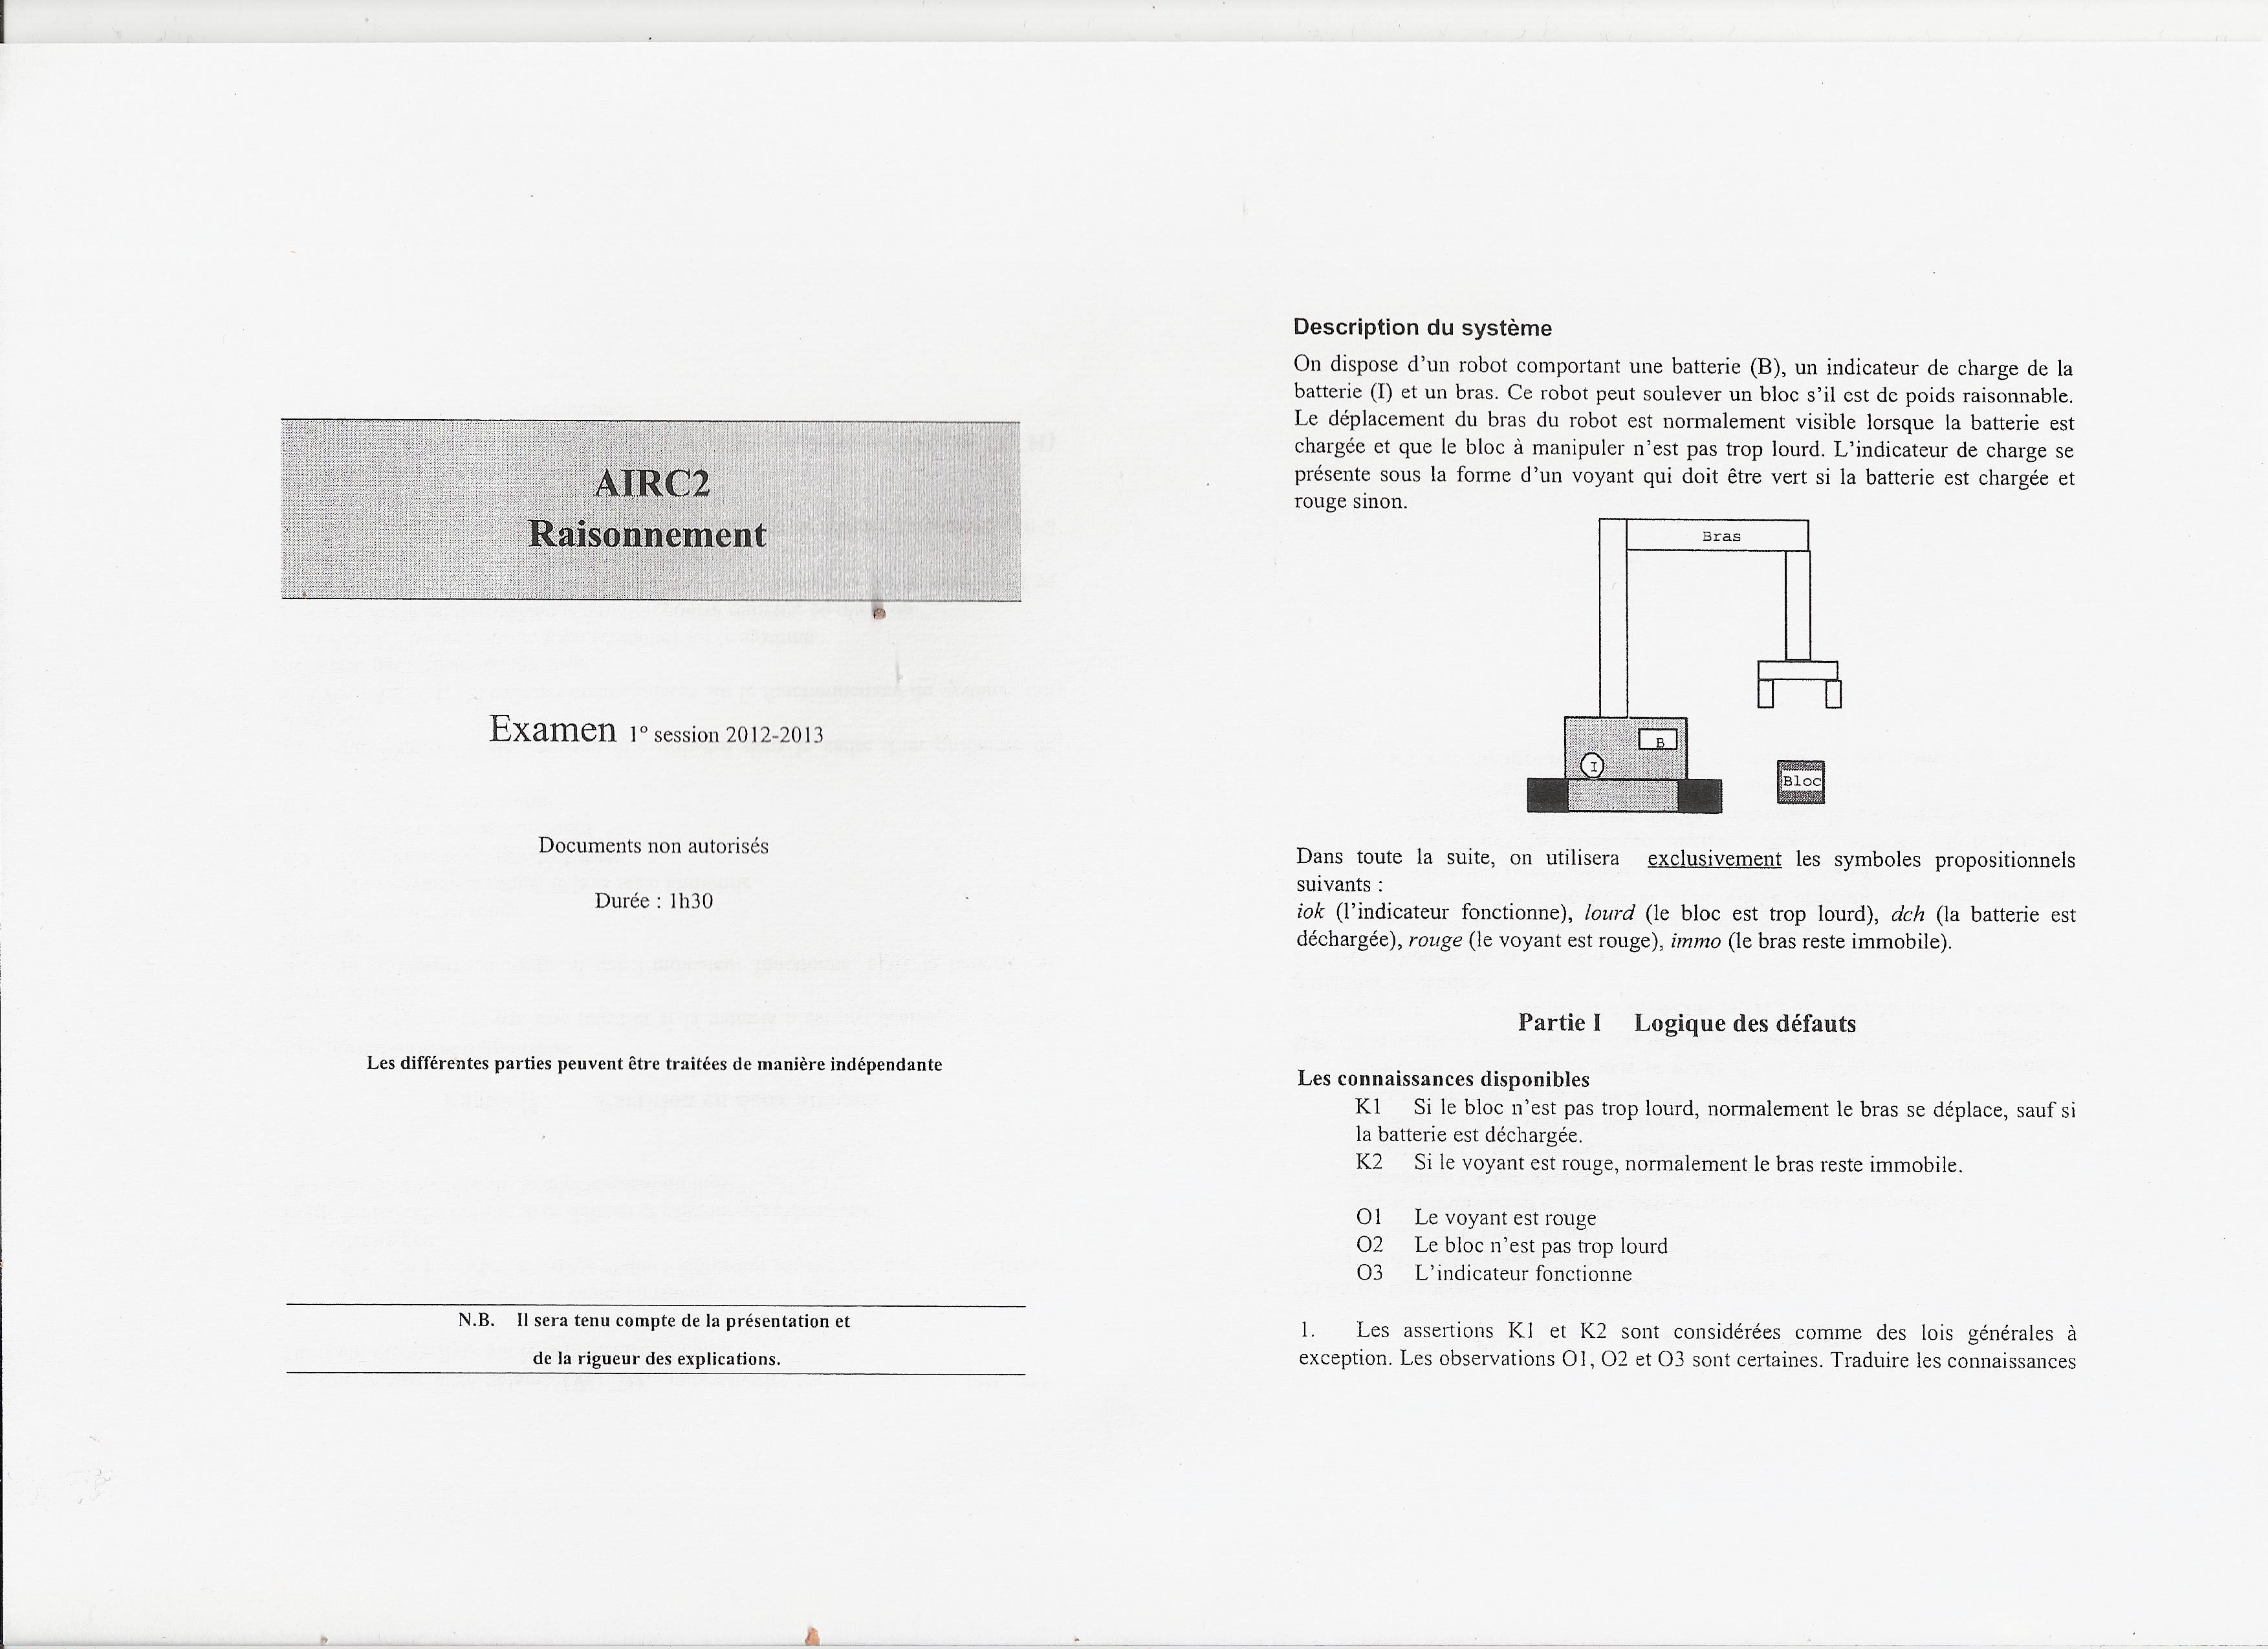 AIRC2
Raisonnement
Examen 1° session 2012-2013
Documents non autorisés
Durée : 1h30
Les différentes parties peuvent être traitées de manière indépendante
N.B. Il sera tenu compte de la présentation et
de la rigueur des explications.
Description du système
On dispose d'un robot comportant une batterie (B), un indicateur de charge de la
batterie (I) et un bras. Ce robot peut soulever un bloc s'il est de poids raisonnable.
Le déplacement du bras du robot est normalement visible lorsque la batterie est
chargée et que le bloc à manipuler n'est pas trop lourd. L'indicateur de charge se
présente sous la forme d'un voyant qui doit être vert si la batterie est chargée et
rouge sinon.
Bras
B
I
Bloc
Dans toute la suite, on utilisera exclusivement les symboles propositionnels
suivants :
iok (l'indicateur fonctionne), lourd (le bloc est trop lourd), dch (la batterie est
déchargée), rouge (le voyant est rouge), immo (le bras reste immobile).
Partie I Logique des défauts
Les connaissances disponibles
K1 Si le bloc n'est pas trop lourd, normalement le bras se déplace, sauf si
la batterie est déchargée.
K2 Si le voyant est rouge, normalement le bras reste immobile.
O1 Le voyant est rouge
O2 Le bloc n'est pas trop lourd
O3 L'indicateur fonctionne
1. Les assertions K1 et K2 sont considérées comme des lois générales à
exception. Les observations O1, O2 et O3 sont certaines. Traduire les connaissances